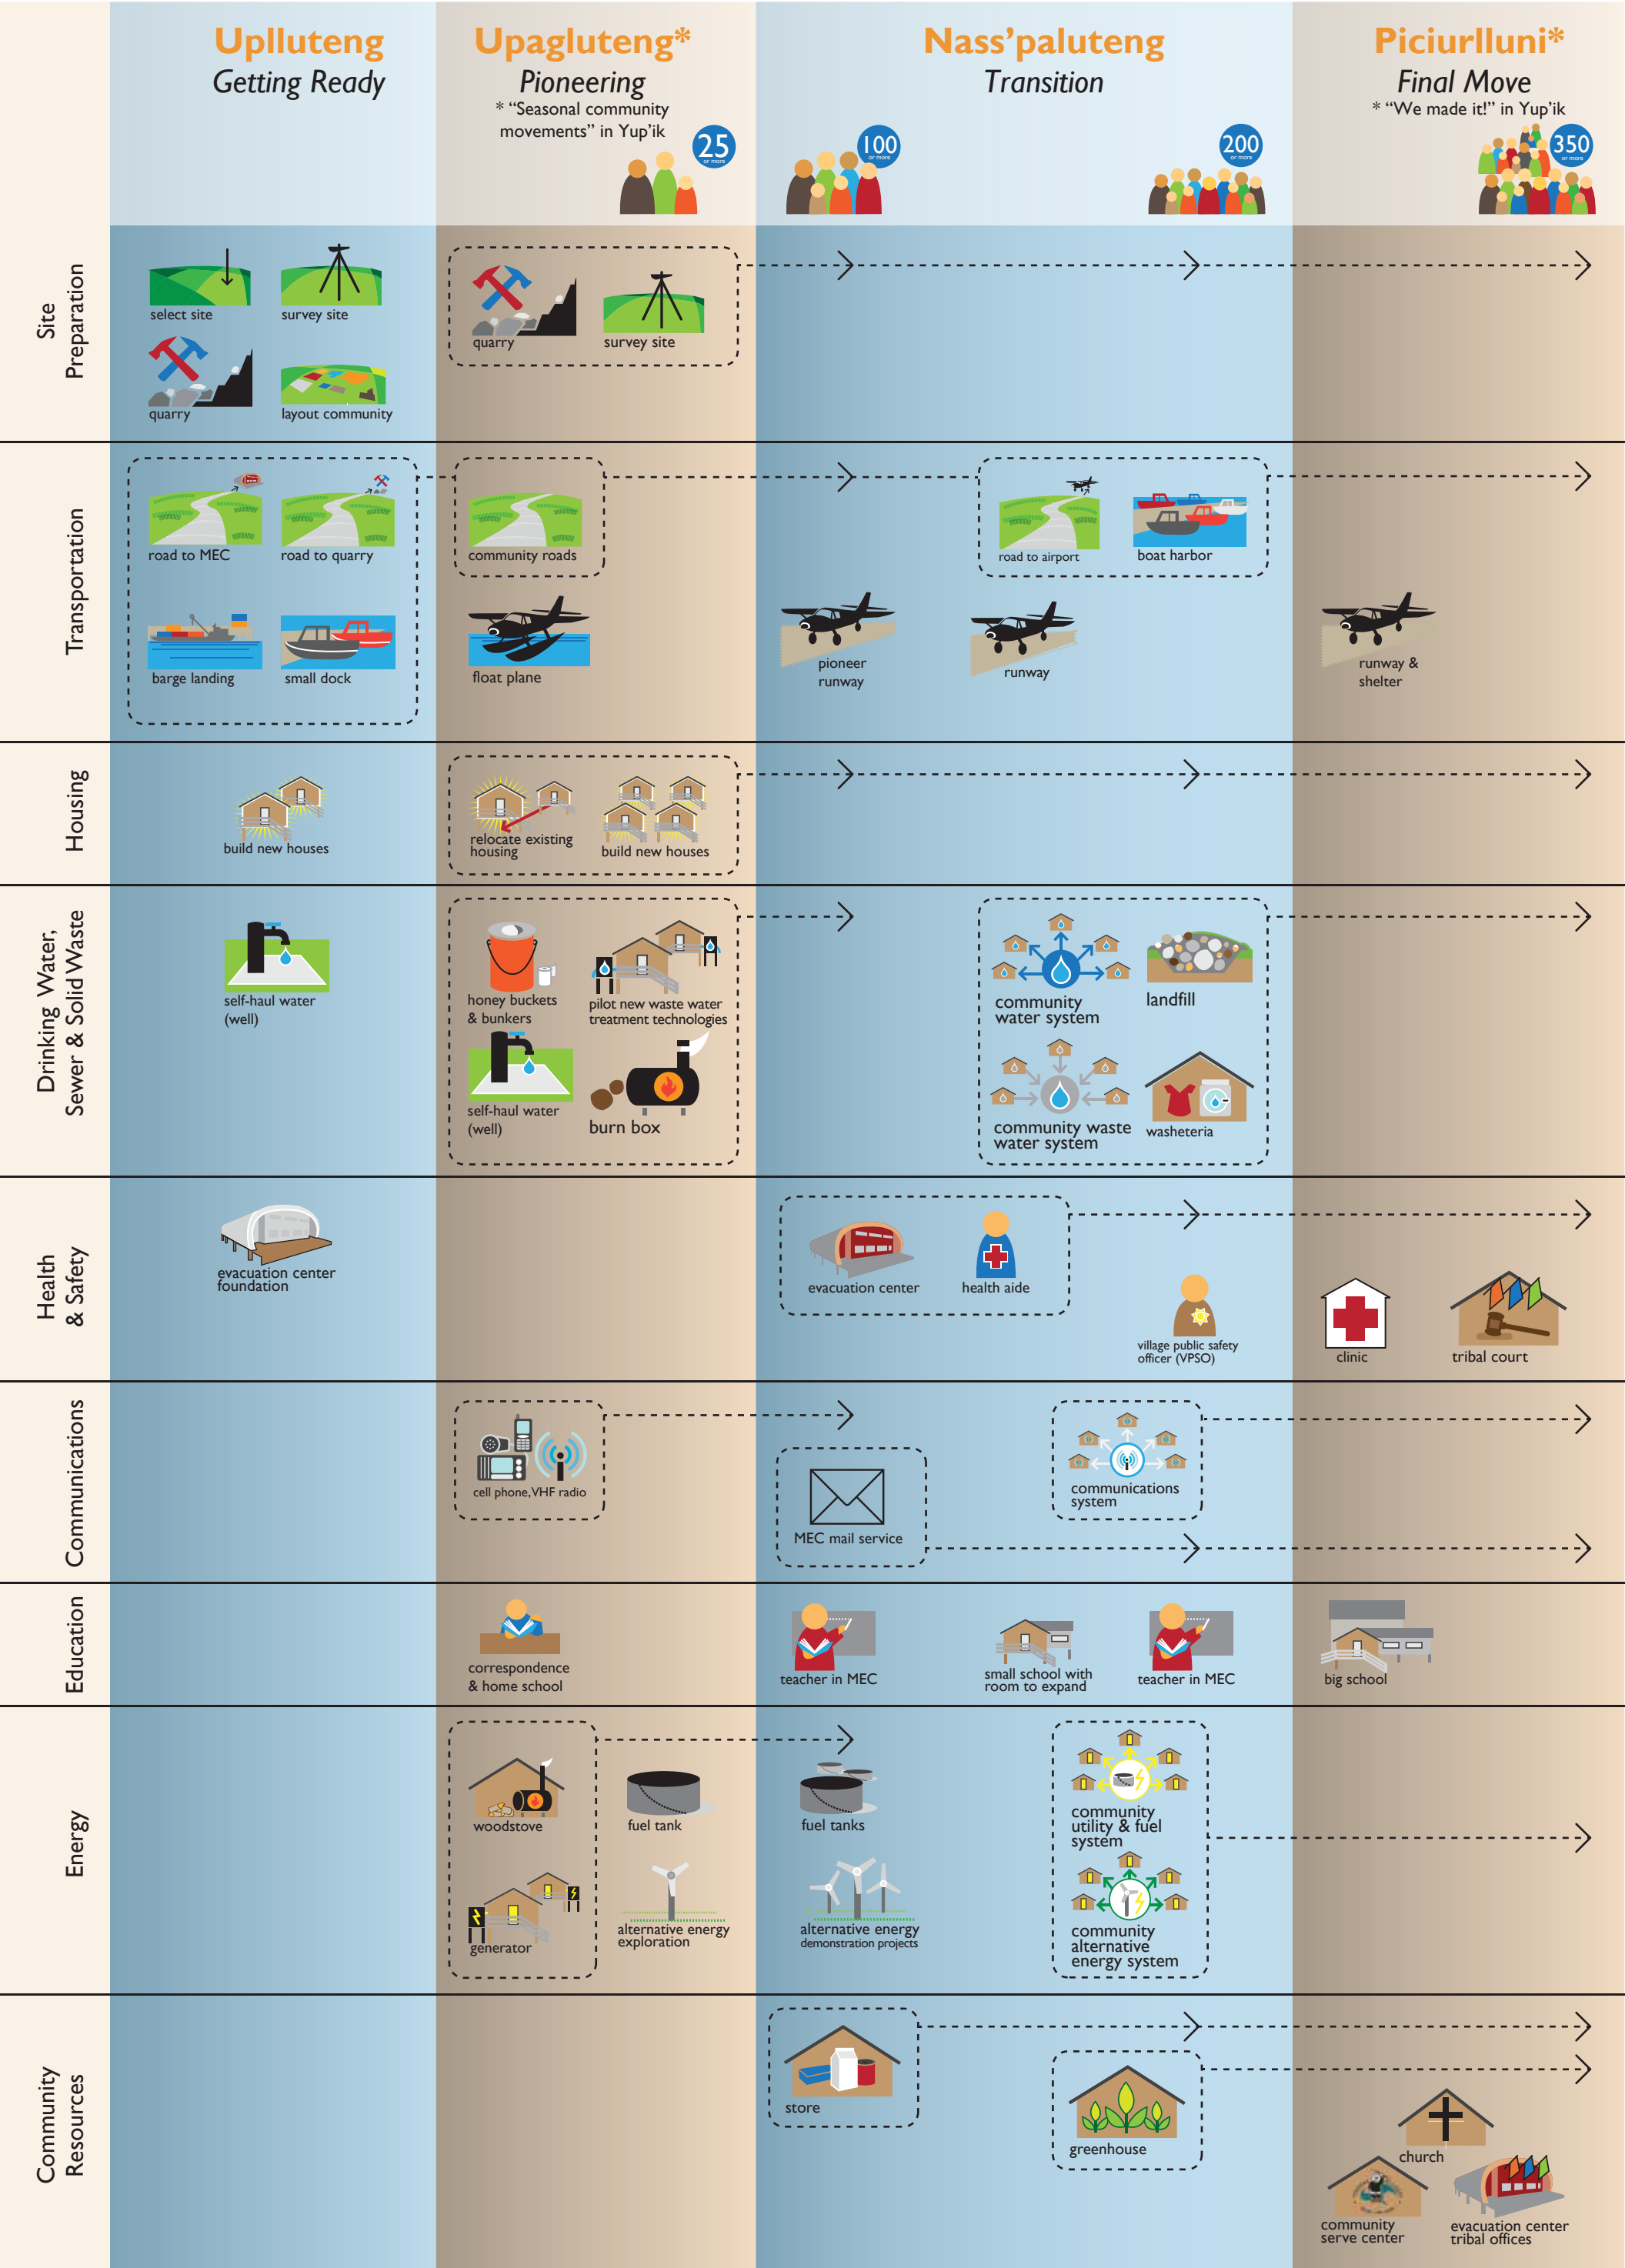 Uplluteng
Getting Ready
Upagluteng*
Pioneering
* “Seasonal community
movements” in Yup’ik
25
or more
Nass’paluteng
Transition
100
or more
200
or more
Piciurlluni*
Final Move
* “We made it!” in Yup’ik
350
or more
Site
Preparation
select site
survey site
quarry
layout community
quarry
survey site
Transportation
road to MEC
road to quarry
barge landing
small dock
community roads
float plane
pioneer
runway
road to airport
boat harbor
runway
runway &
shelter
Housing
build new houses
relocate existing
housing
build new houses
Drinking Water,
Sewer & Solid Waste
self-haul water
(well)
honey buckets
& bunkers
pilot new waste water
treatment technologies
self-haul water
(well)
burn box
community
water system
landfill
community waste
water system
washeteria
Health
& Safety
evacuation center
foundation
evacuation center
health aide
village public safety
officer (VPSO)
clinic
tribal court
Communications
cell phone, VHF radio
MEC mail service
communications
system
Education
correspondence
& home school
teacher in MEC
small school with
room to expand
teacher in MEC
big school
Energy
woodstove
fuel tank
generator
alternative energy
exploration
fuel tanks
alternative energy
demonstration projects
community
utility & fuel
system
community
alternative
energy system
Community
Resources
store
greenhouse
church
community
serve center
evacuation center
tribal offices